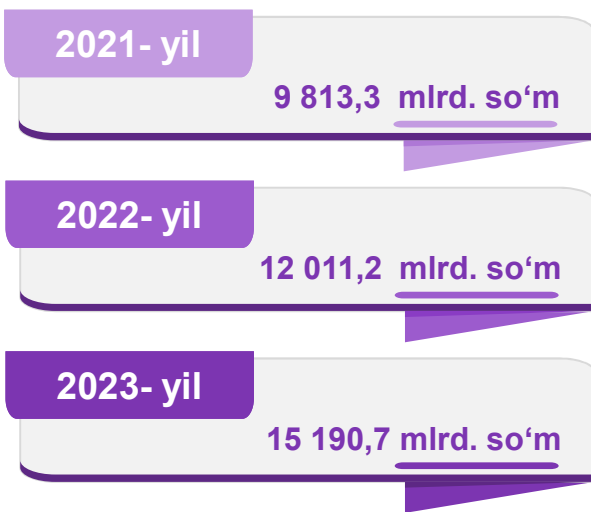 2021- yil
9 813,3 mlrd. so‘m
2022- yil
12 011,2 mlrd. so‘m
2023- yil
15 190,7 mlrd. so‘m